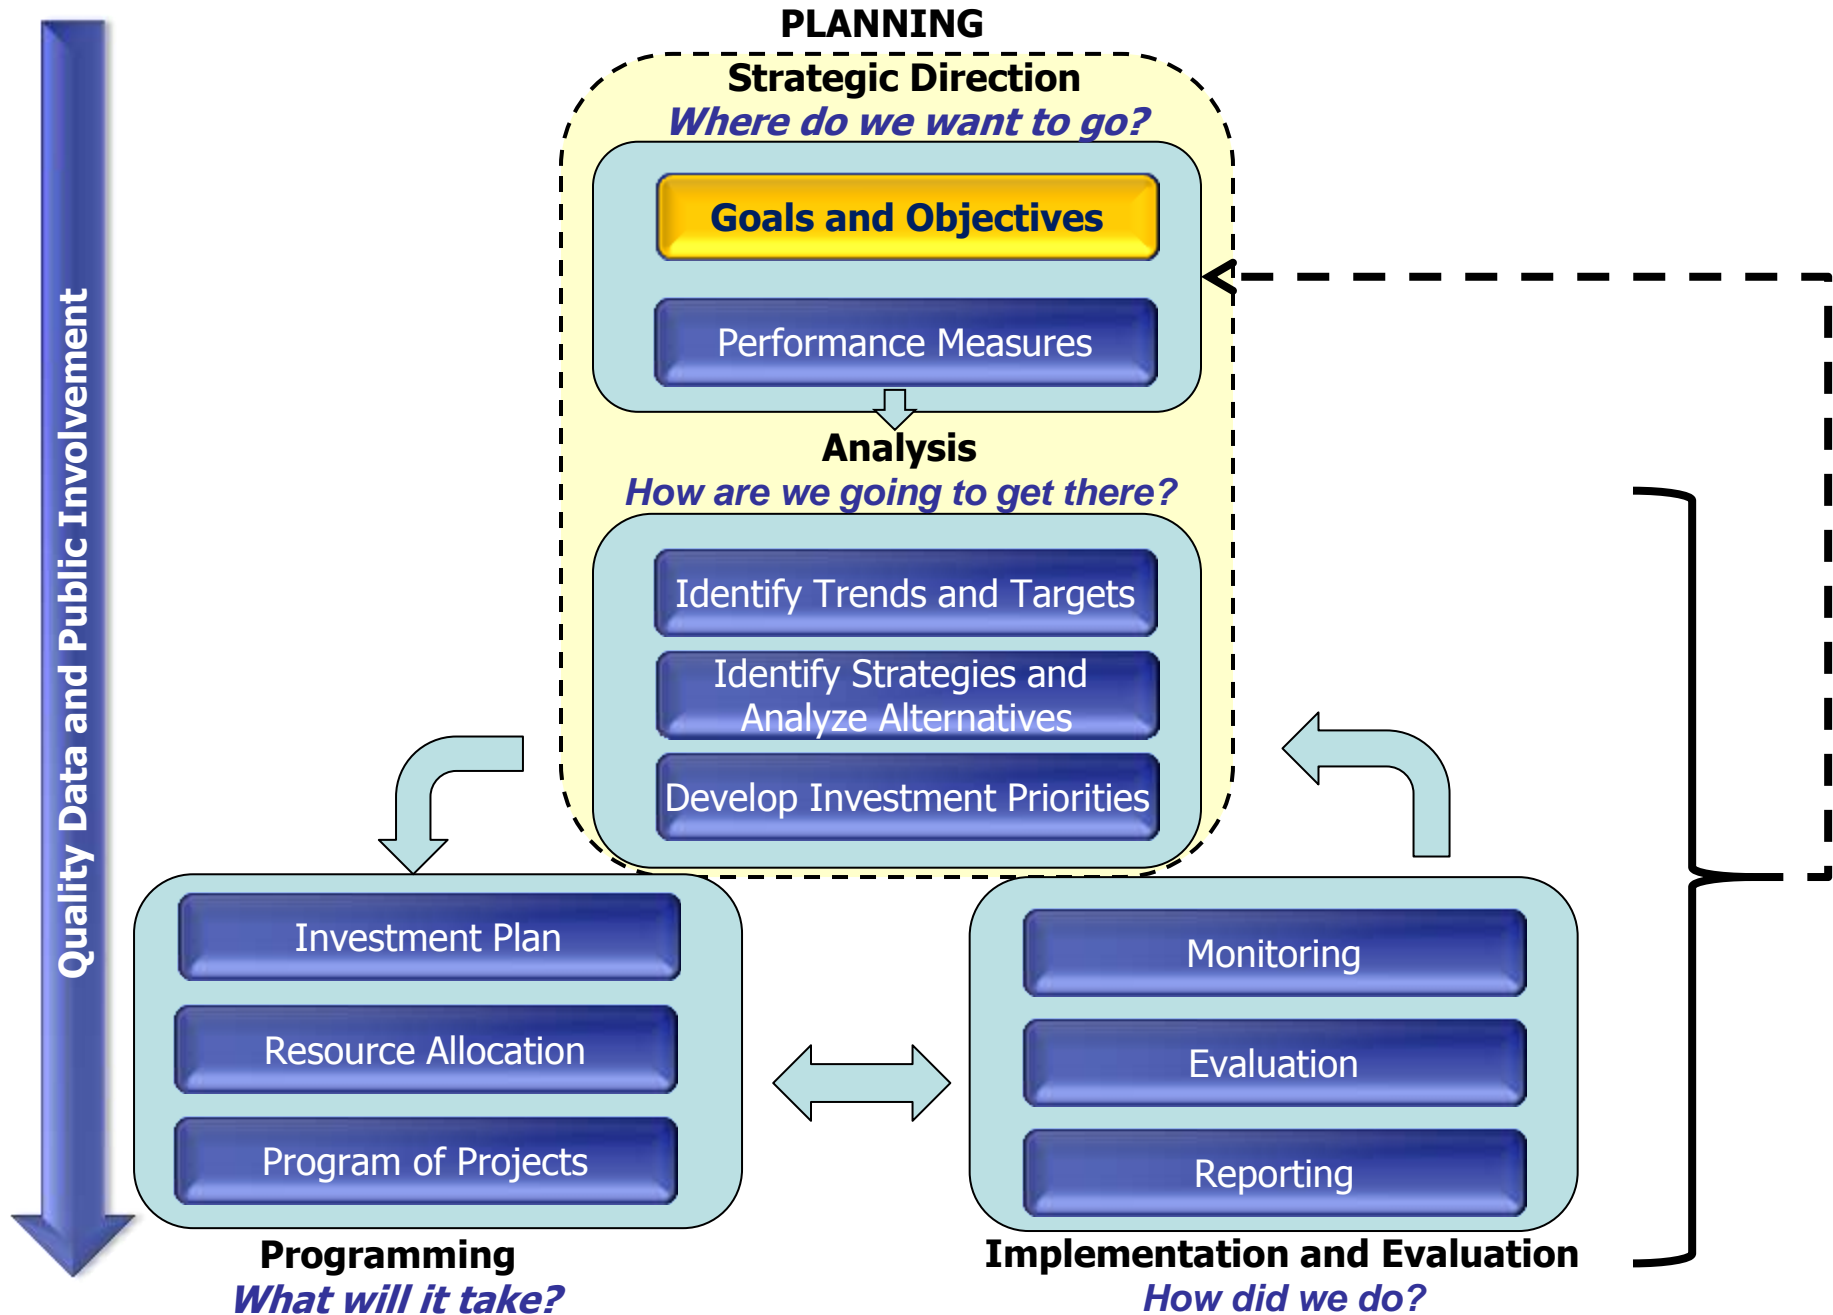 PLANNING
Strategic Direction
Where do we want to go?
Goals and Objectives
Performance Measures
Analysis
How are we going to get there?
Identify Trends and Targets
Identify Strategies and
Analyze Alternatives
Develop Investment Priorities
Quality Data and Public Involvement
Investment Plan
Resource Allocation
Program of Projects
Programming
What will it take?
Monitoring
Evaluation
Reporting
Implementation and Evaluation
How did we do?